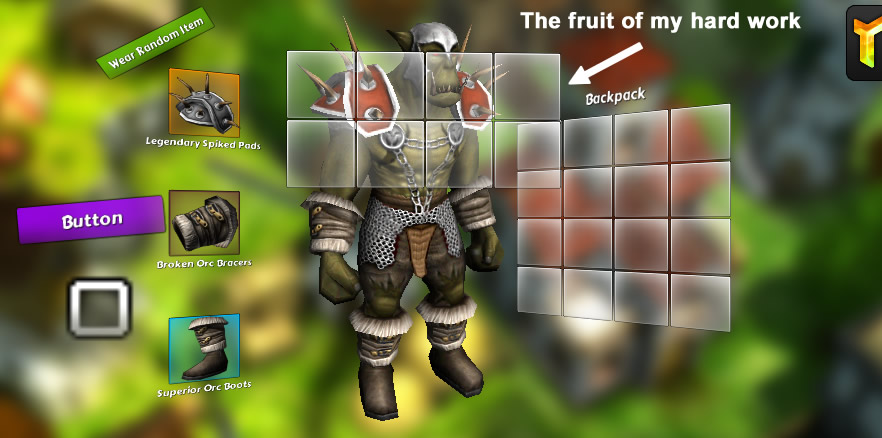 The fruit of my hard work
Wear Random Item
Backpack
Legendary Spiked Pads
Button
Broken Orc Bracers
Superior Orc Boots